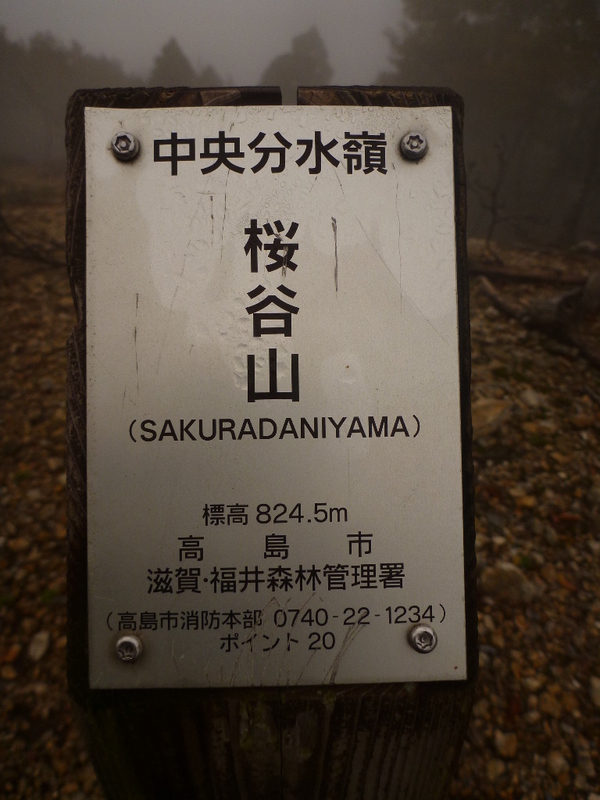 中央分水嶺
桜谷山
(SAKURADANIYAMA)
標高 824.5m
高島市
滋賀・福井森林管理署
(高島市消防本部 0740-22-1234)
ポイント 20